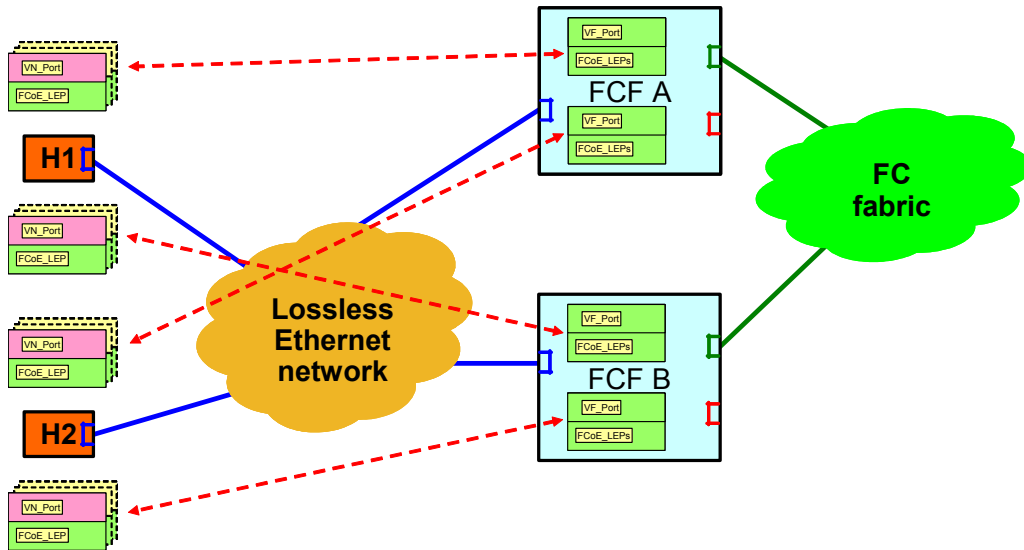 VN_Port
FCoE_LEP
H1
VN_Port
FCoE_LEP
VN_Port
FCoE_LEP
H2
VN_Port
FCoE_LEP
Lossless
Ethernet
network
VF_Port
FCoE_LEPs
FCF A
VF_Port
FCoE_LEPs
VF_Port
FCoE_LEPs
FCF B
VF_Port
FCoE_LEPs
FC
fabric